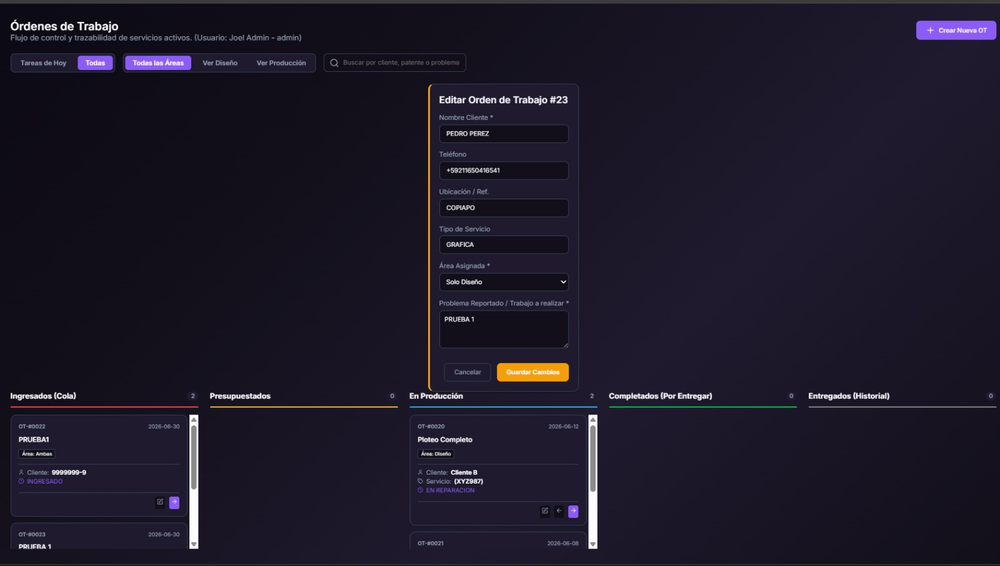 Órdenes de Trabajo
Flujo de control y trazabilidad de servicios activos. (Usuario: Joel Admin - admin)
Crear Nueva OT
Tareas de Hoy
Todas
Todas las Áreas
Ver Diseño
Ver Producción
Buscar por cliente, patente o problema
Editar Orden de Trabajo #23
Nombre Cliente *
PEDRO PEREZ
Teléfono
+59211650416541
Ubicación / Ref.
COPIAPO
Tipo de Servicio
GRAFICA
Área Asignada *
Solo Diseño
Problema Reportado / Trabajo a realizar *
PRUEBA 1
Cancelar
Guardar Cambios
Ingresados (Cola) 2
OT-#0022 2026-06-30
PRUEBA1
Área: Ambas
Cliente: 9999999-9
INGRESADO
OT-#0023 2026-06-30
PRUEBA 1
Presupuestados 0
En Producción 2
OT-#0020 2026-06-12
Ploteo Completo
Área: Diseño
Cliente: Cliente B
Servicio: (XYZ987)
EN REPARACION
OT-#0021 2026-06-08
Completados (Por Entregar) 0
Entregados (Historial) 0